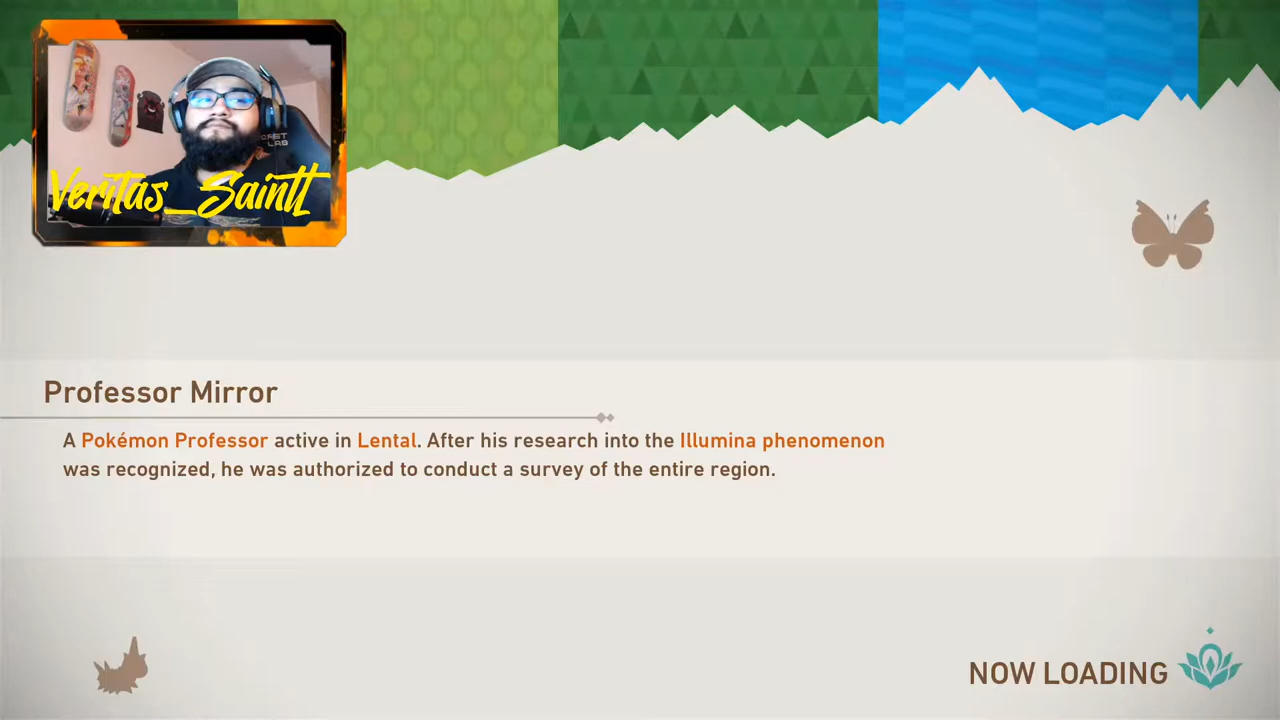 Veritas_Saintt
Professor Mirror
A Pokémon Professor active in Lental. After his research into the Illumina phenomenon
was recognized, he was authorized to conduct a survey of the entire region.
NOW LOADING